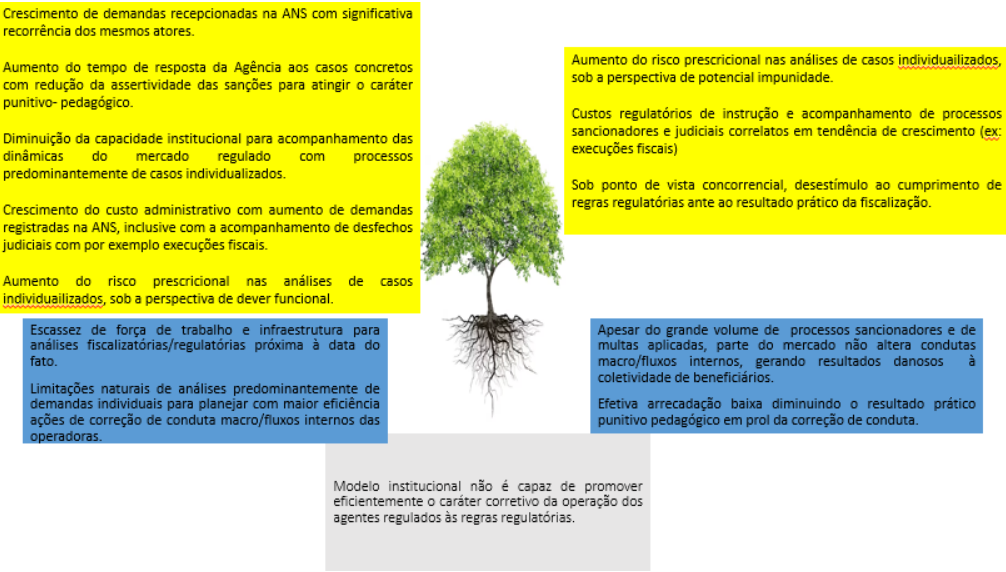 Crescimento de demandas recepcionadas na ANS com significativa
recorrência dos mesmos atores.
Aumento do tempo de resposta da Agência aos casos concretos
com redução da assertividade das sanções para atingir o caráter
punitivo- pedagógico.
Diminuição da capacidade institucional para acompanhamento das
dinâmicas do mercado regulado com processos
predominantemente de casos individualizados.
Crescimento do custo administrativo com aumento de demandas
registradas na ANS, inclusive com a acompanhamento de desfechos
judiciais com por exemplo execuções fiscais.
Aumento do risco prescricional nas análises de casos
individuailizados, sob a perspectiva de dever funcional.
Aumento do risco prescricional nas análises de casos individuailizados,
sob a perspectiva de potencial impunidade.
Custos regulatórios de instrução e acompanhamento de processos
sancionadores e judiciais correlatos em tendência de crescimento (ex:
execuções fiscais)
Sob ponto de vista concorrencial, desestímulo ao cumprimento de
regras regulatórias ante ao resultado prático da fiscalização.
Escassez de força de trabalho e infraestrutura para
análises fiscalizatórias/regulatórias próxima à data do
fato.
Limitações naturais de análises predominantemente de
demandas individuais para planejar com maior eficiência
ações de correção de conduta macro/fluxos internos das
operadoras.
Apesar do grande volume de processos sancionadores e de
multas aplicadas, parte do mercado não altera condutas
macro/fluxos internos, gerando resultados danosos à
coletividade de beneficiários.
Efetiva arrecadação baixa diminuindo o resultado prático
punitivo pedagógico em prol da correção de conduta.
Modelo institucional não é capaz de promover
eficientemente o caráter corretivo da operação dos
agentes regulados às regras regulatórias.